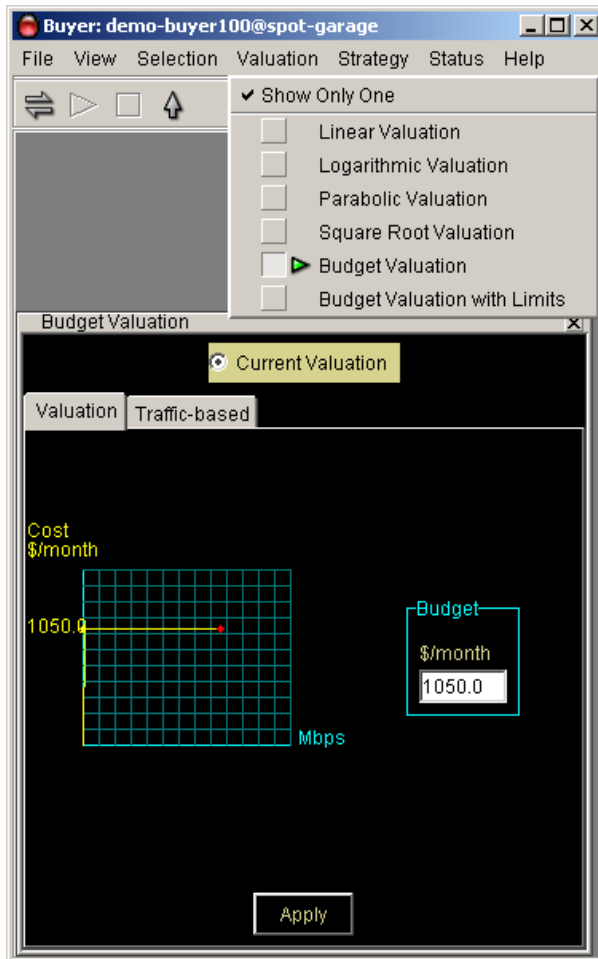 Buyer: demo-buyer100@spot-garage
File View Selection Valuation Strategy Status Help
Show Only One
Linear Valuation
Logarithmic Valuation
Parabolic Valuation
Square Root Valuation
Budget Valuation
Budget Valuation with Limits
Budget Valuation
Current Valuation
Valuation Traffic-based
Cost
$/month
1050.0
Mbps
Budget
$/month
1050.0
Apply